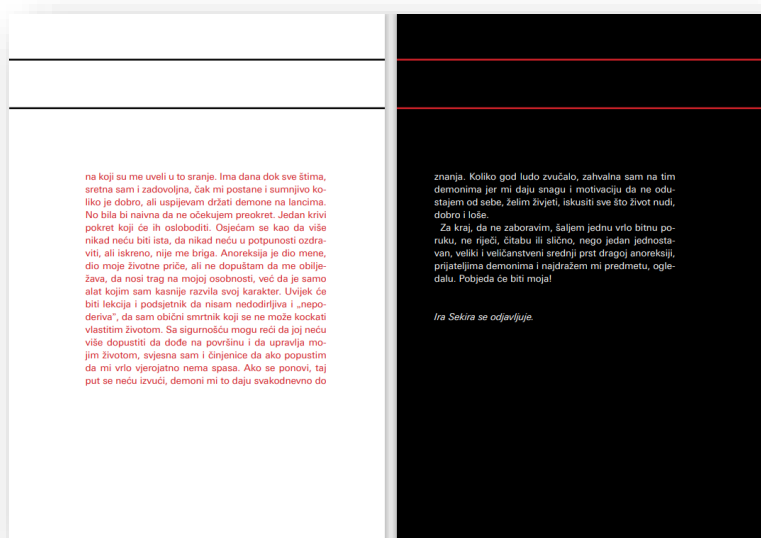 na koji su me uveli u to sranje. Ima dana dok sve štima,
sretna sam i zadovoljna, čak mi postane i sumnjivo ko-
liko je dobro, ali uspijevam držati demone na lancima.
No bila bi naivna da ne očekujem preokret. Jedan krivi
pokret koji će ih osloboditi. Osjećam se kao da više
nikad neću biti ista, da nikad neću u potpunosti ozdra-
viti, ali iskreno, nije me briga. Anoreksija je dio mene,
dio moje životne priče, ali ne dopuštam da me obilje-
žava, da nosi trag na mojoj osobnosti, već da je samo
alat kojim sam kasnije razvila svoj karakter. Uvijek će
biti lekcija i podsjetnik da nisam nedodirljiva i „nepo-
deriva“, da sam obični smrtnik koji se ne može kockati
vlastitim životom. Sa sigurnošću mogu reći da joj neću
više dopustiti da dođe na površinu i da upravlja mo-
jim životom, svjesna sam i činjenice da ako popustim
da mi vrlo vjerojatno nema spasa. Ako se ponovi, taj
put se neću izvući, demoni mi to daju svakodnevno do
znanja. Koliko god ludo zvučalo, zahvalna sam na tim
demonima jer mi daju snagu i motivaciju da ne odu-
stajem od sebe, želim živjeti, iskusiti sve što život nudi,
dobro i loše.
Za kraj, da ne zaboravim, šaljem jednu vrlo bitnu po-
ruku, ne riječi, čitabu ili slično, nego jedan jednosta-
van, veliki i veličanstveni srednji prst dragoj anoreksiji,
prijateljima demonima i najdražem mi predmetu, ogle-
dalu. Pobjeda će biti moja!
Ira Sekira se odjavljuje.